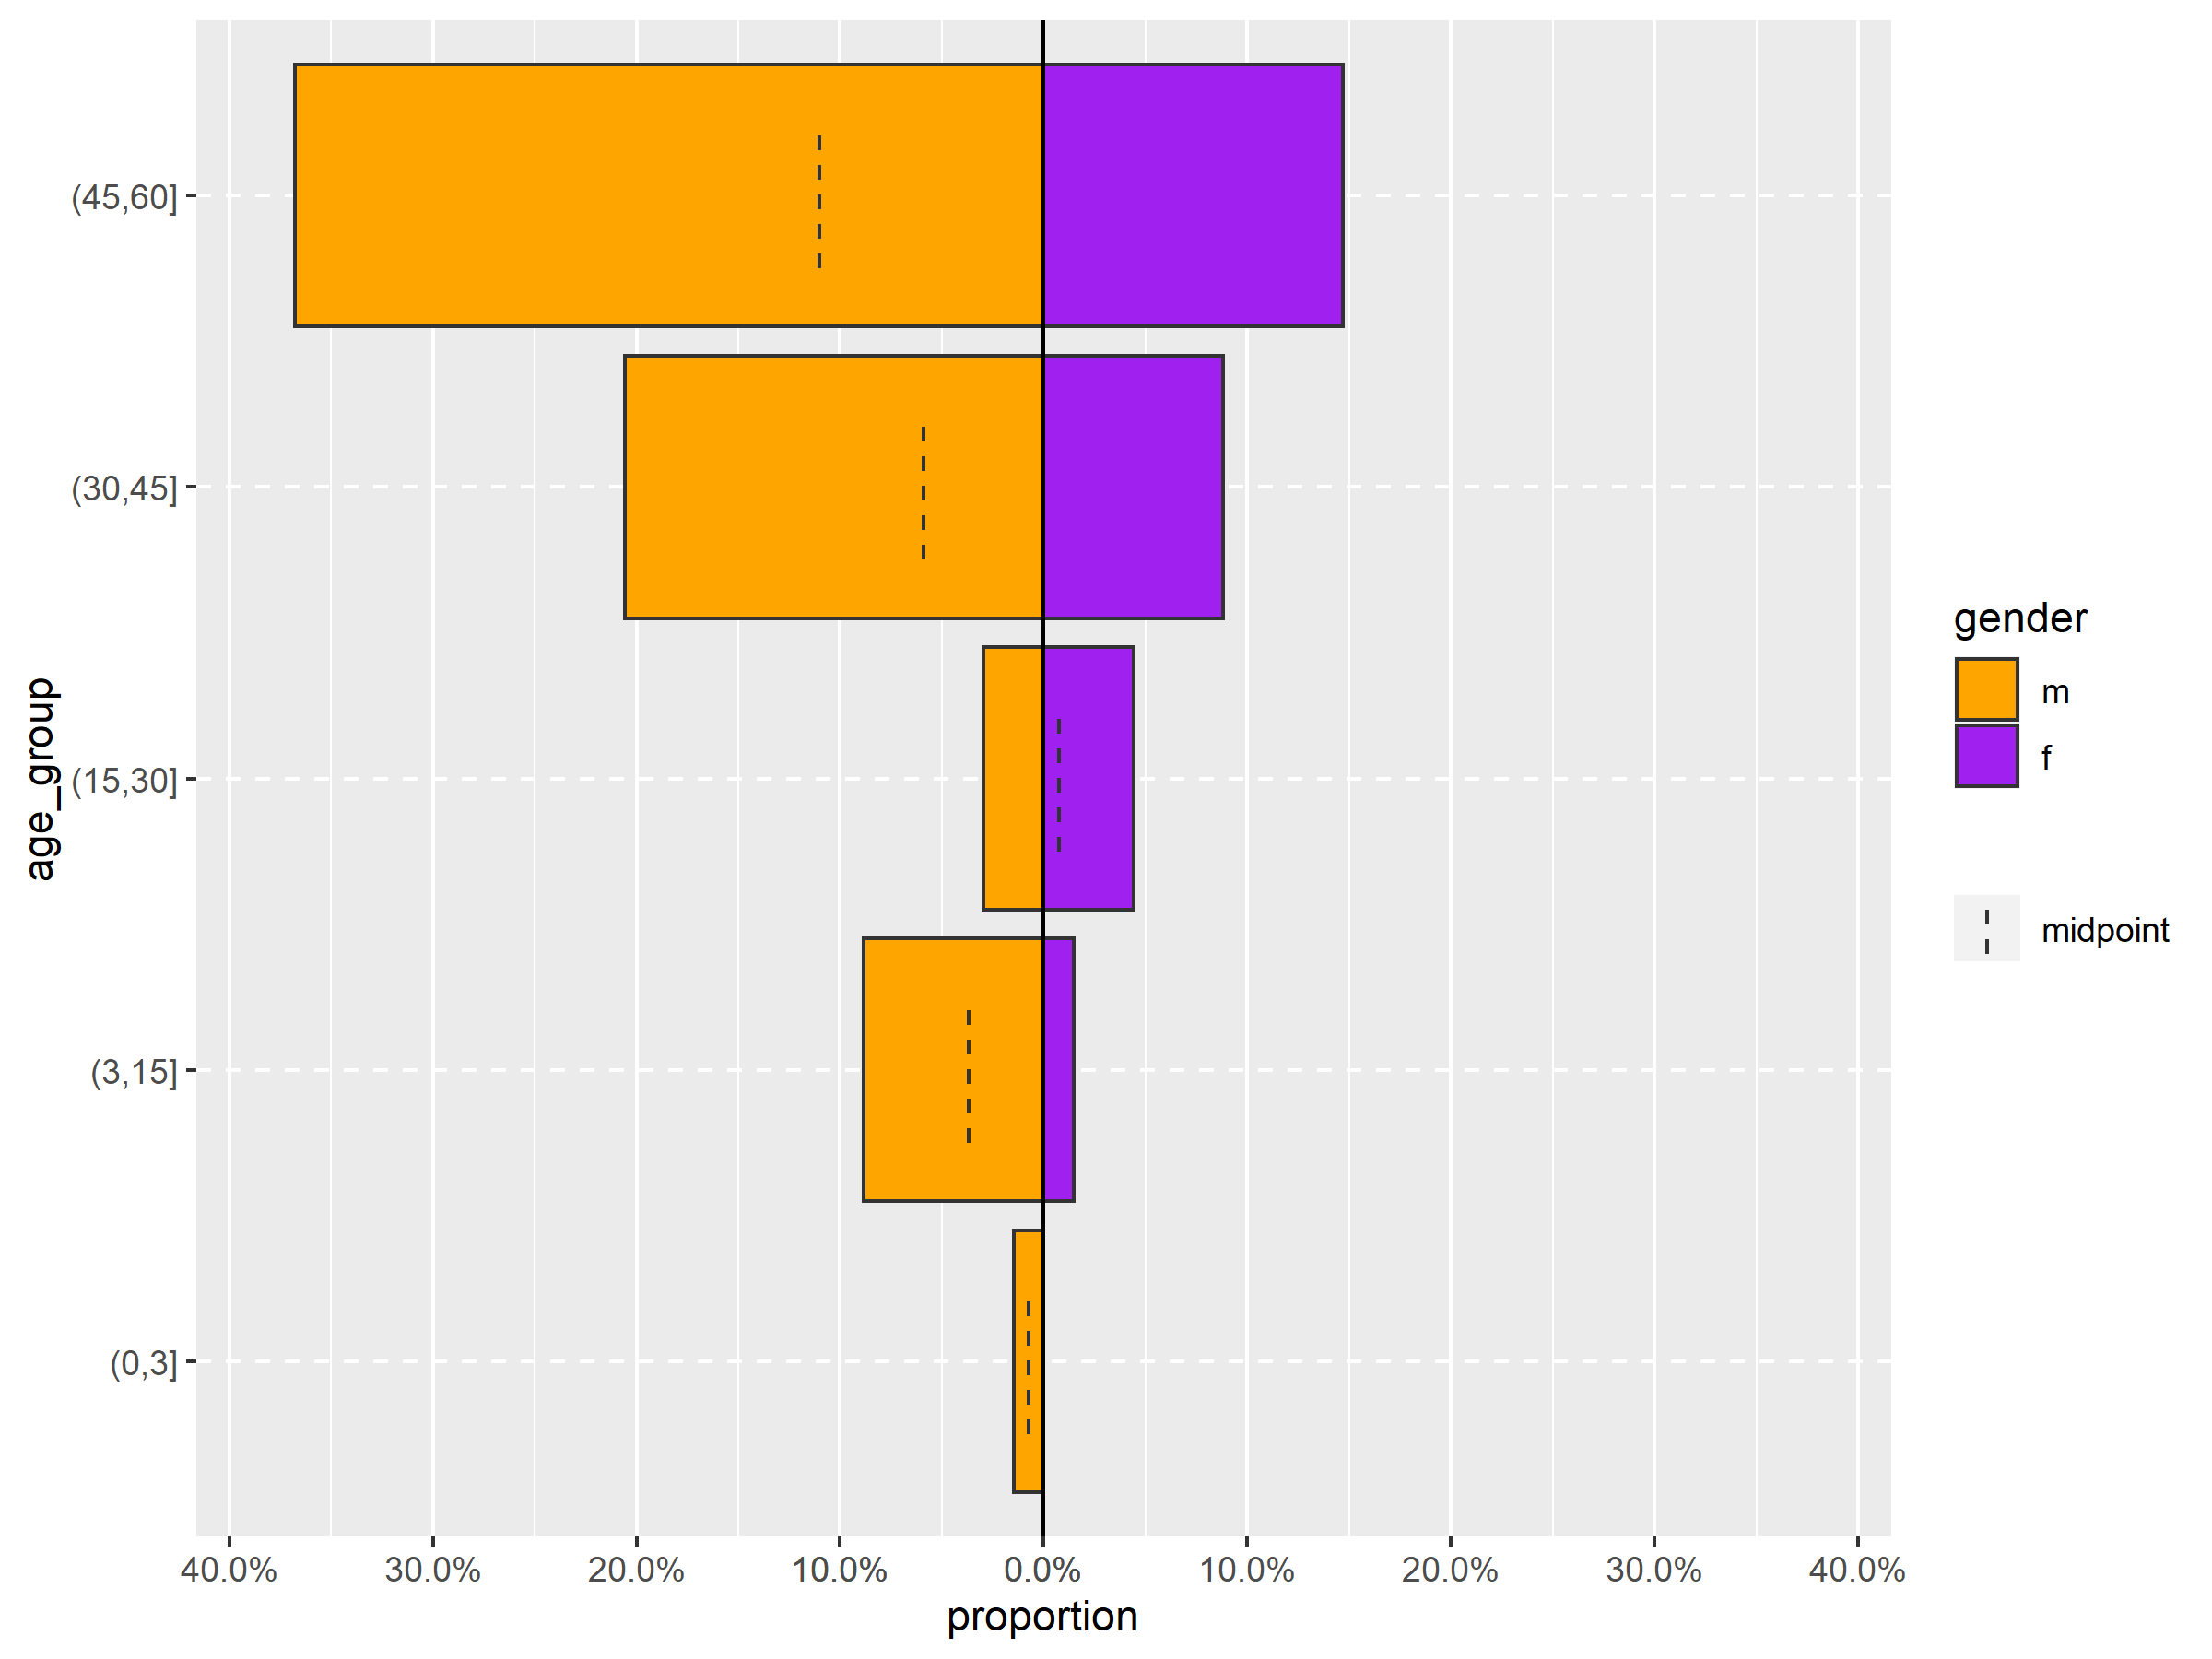 (45,60]
(30,45]
(15,30]
(3,15]
(0,3]
age_group
40.0% 30.0% 20.0% 10.0% 0.0% 10.0% 20.0% 30.0% 40.0%
proportion
gender
m
f
midpoint